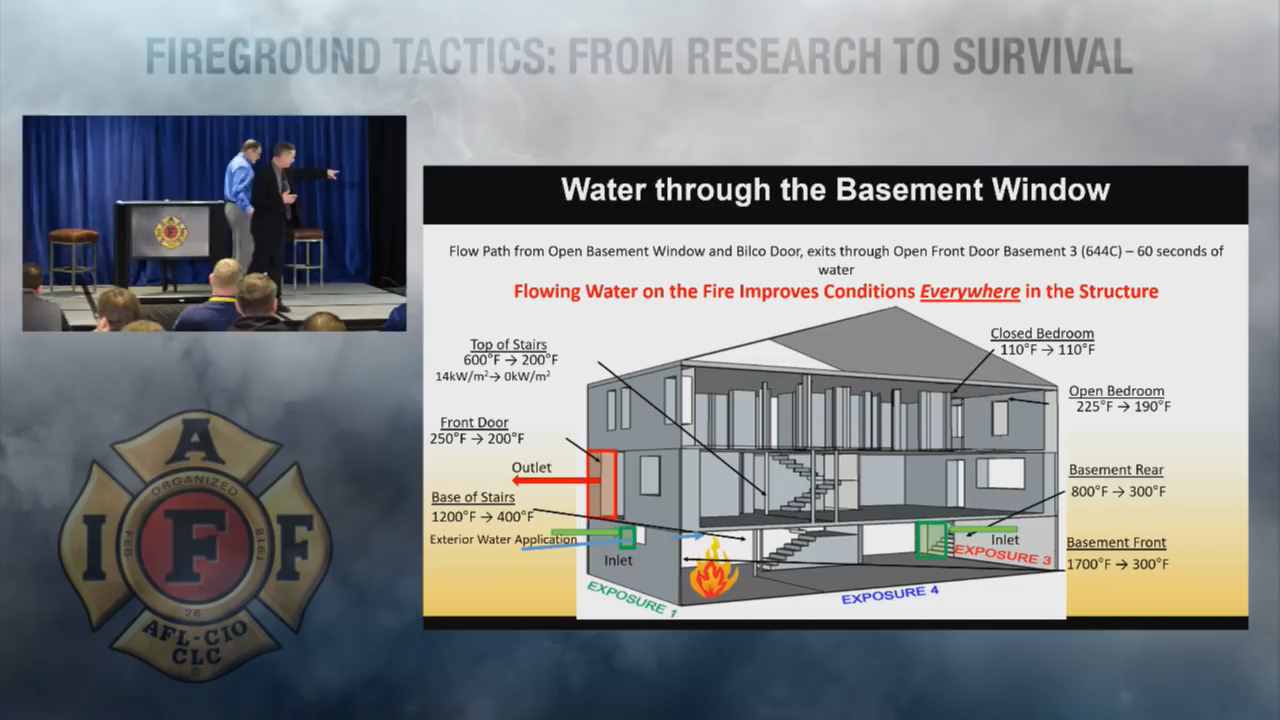 FIREGROUND TACTICS: FROM RESEARCH TO SURVIVAL
Water through the Basement Window
Flow Path from Open Basement Window and Bilco Door, exits through Open Front Door Basement 3 (644C) – 60 seconds of
water
Flowing Water on the Fire Improves Conditions Everywhere in the Structure
Top of Stairs
600°F → 200°F
14kW/m² → 0kW/m²
Front Door
250°F → 200°F
Outlet
Base of Stairs
1200°F → 400°F
Exterior Water Application
Inlet
EXPOSURE 1
EXPOSURE 4
Closed Bedroom
110°F → 110°F
Open Bedroom
225°F → 190°F
Basement Rear
800°F → 300°F
Inlet
EXPOSURE 3
Basement Front
1700°F → 300°F
A
ORGANIZED
I F F
FEB
1918
28
AFL-CIO
CLC